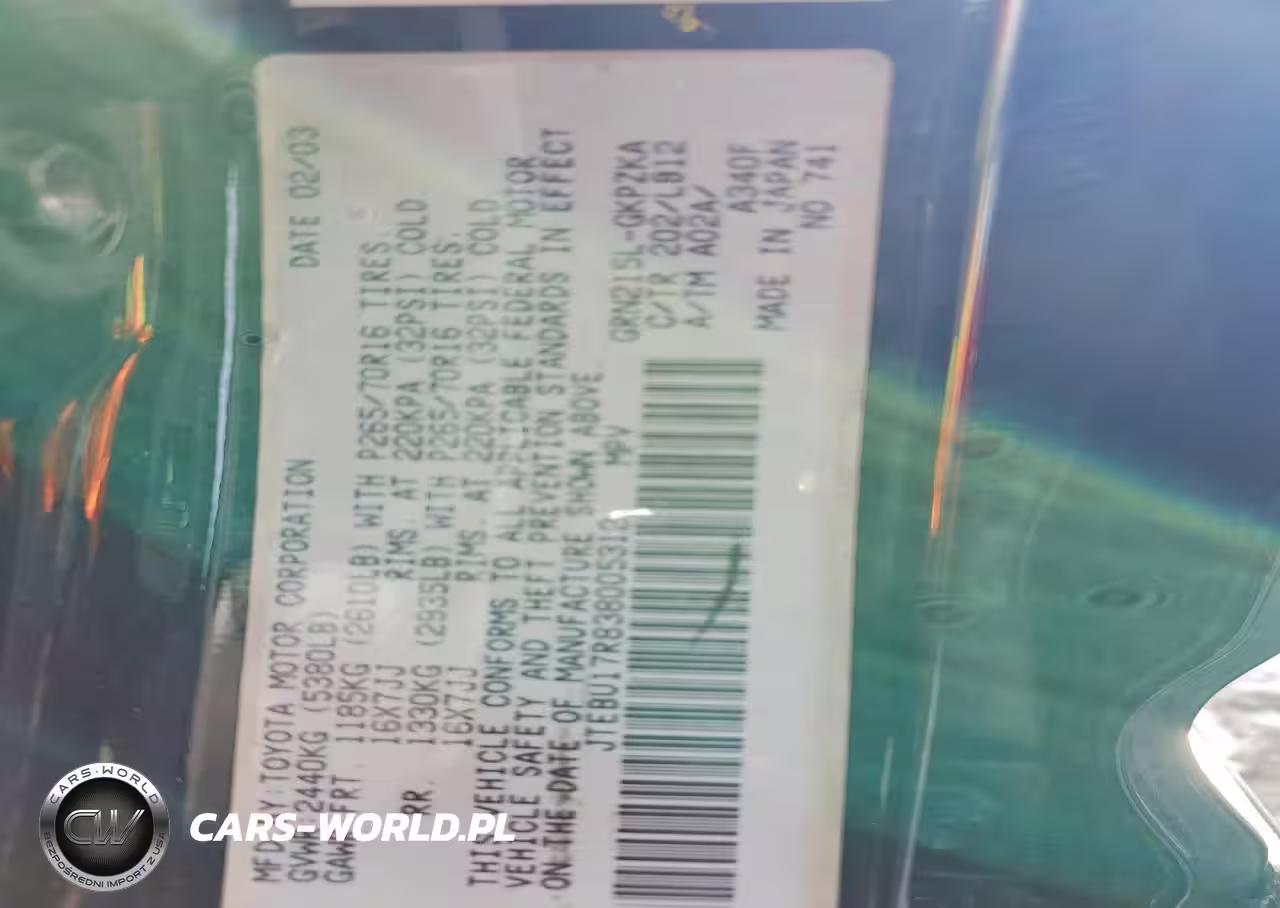 MFD BY: TOYOTA MOTOR CORPORATION DATE 02/03
GVWR 2440KG (5380LB)
GAWR FRT. 1185KG (2610LB) WITH P265/70R16 TIRES.
16X7JJ RIMS. AT 220KPA (32PSI) COLD.
RR. 1330KG (2935LB) WITH P265/70R16 TIRES.
16X7JJ RIMS. AT 220KPA (32PSI) COLD.
THIS VEHICLE CONFORMS TO ALL APPLICABLE FEDERAL MOTOR
VEHICLE SAFETY AND THEFT PREVENTION STANDARDS IN EFFECT
ON THE DATE OF MANUFACTURE SHOWN ABOVE.
JTEBU17R838005312 MPV
GRN215L-GKPZKA
C/TR 202/LB12
A/TM A02A/
A340F
MADE IN JAPAN
NO 741
CARS-WORLD
CW
BEZPOŚREDNI IMPORT Z USA
CARS-WORLD.PL